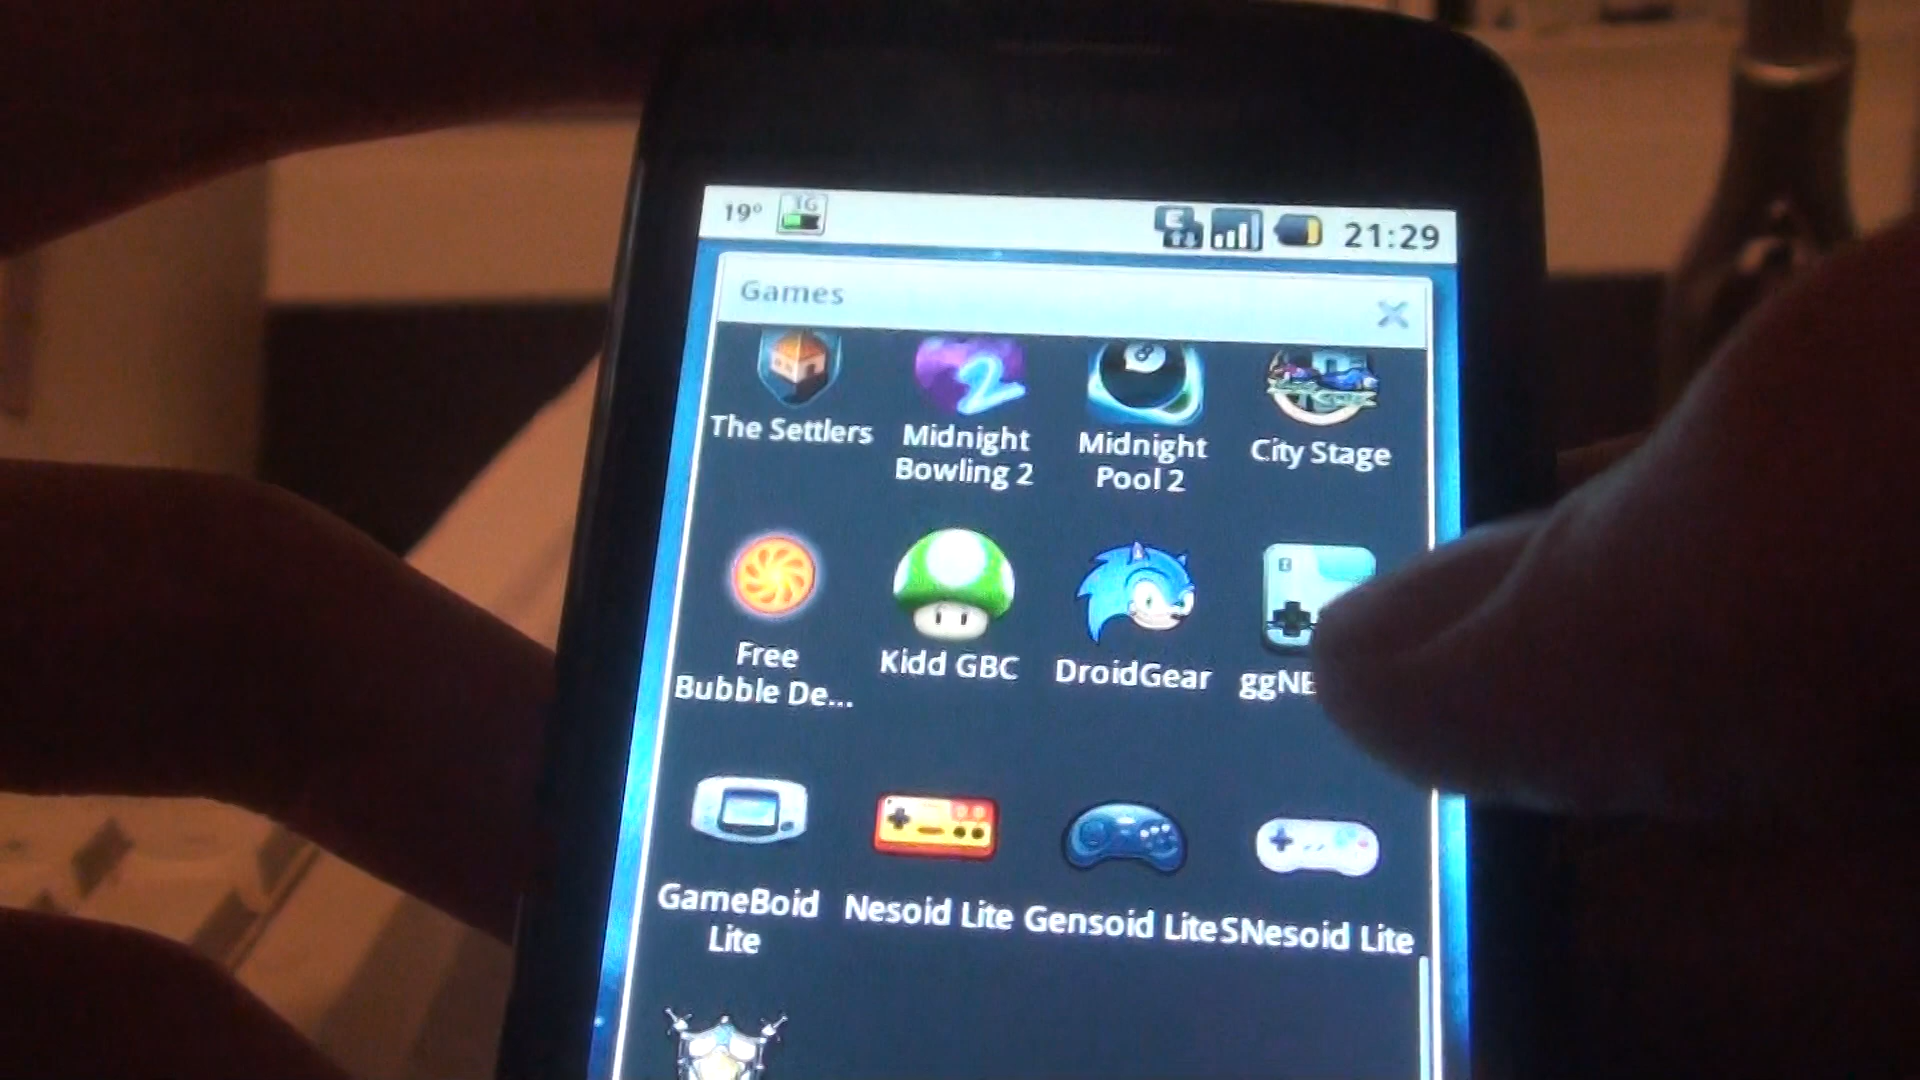 19°
21:29
Games
The Settlers
Midnight
Bowling 2
Midnight
Pool 2
City Stage
Free
Bubble De...
Kidd GBC
DroidGear
GameBoid
Lite
Nesoid Lite
Gensoid Lite
SNesoid Lite